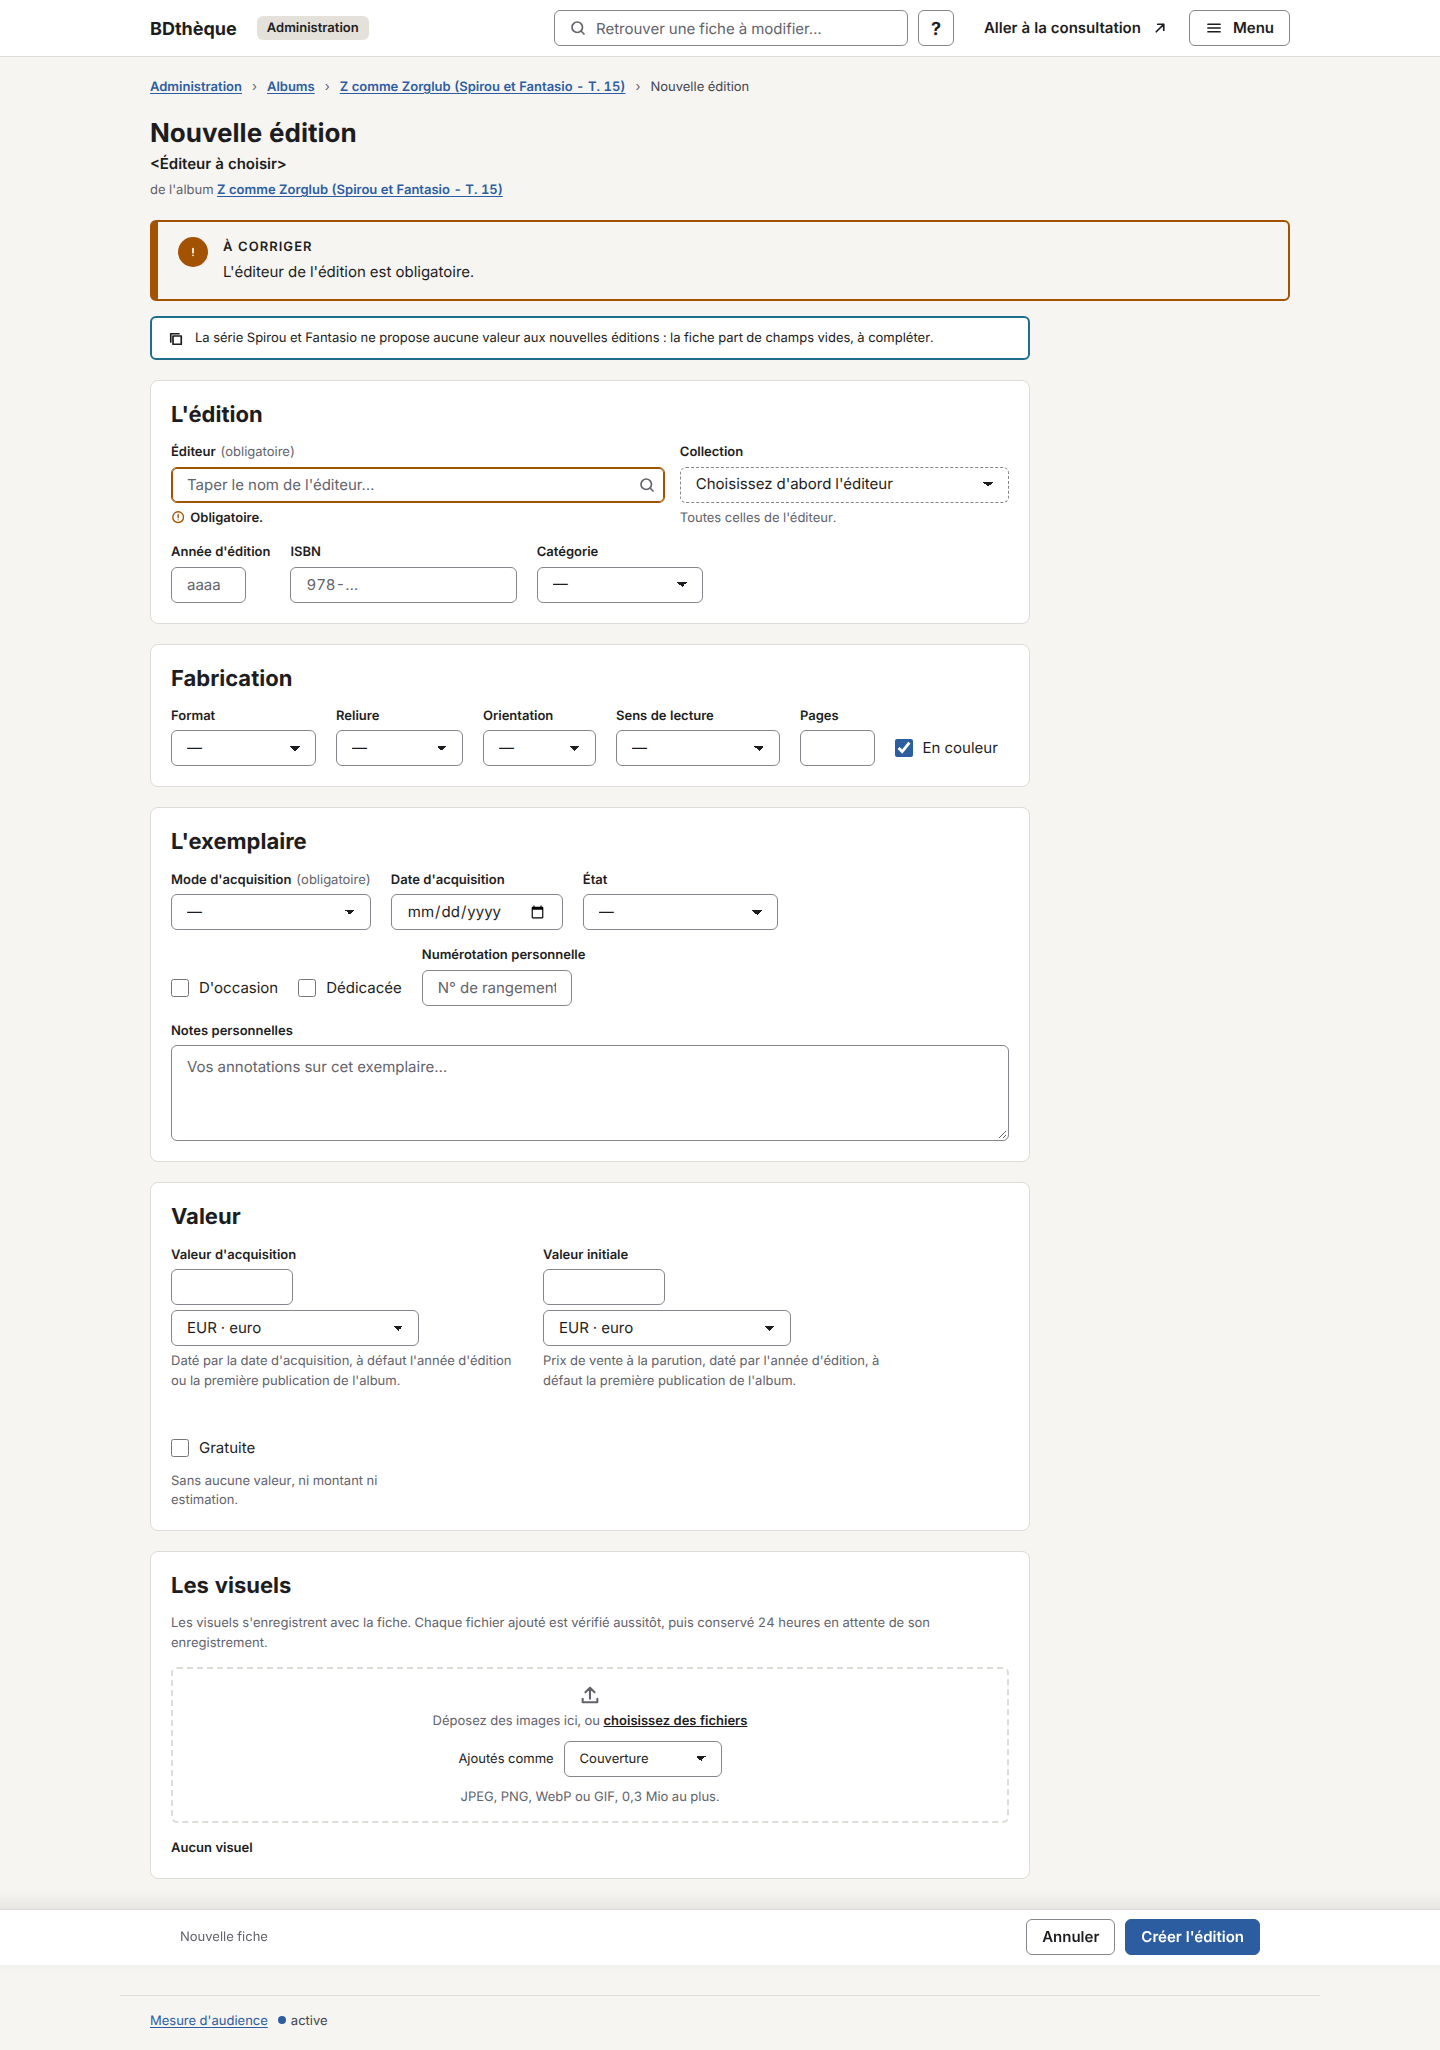 BDthèque Administration Retrouver une fiche à modifier... ? Aller à la consultation Menu
Administration › Albums › Z comme Zorglub (Spirou et Fantasio - T. 15) › Nouvelle édition
Nouvelle édition
<Éditeur à choisir>
de l'album Z comme Zorglub (Spirou et Fantasio - T. 15)
! À CORRIGER
L'éditeur de l'édition est obligatoire.
La série Spirou et Fantasio ne propose aucune valeur aux nouvelles éditions : la fiche part de champs vides, à compléter.
L'édition
Éditeur (obligatoire) Collection
Taper le nom de l'éditeur... Choisissez d'abord l'éditeur
Obligatoire. Toutes celles de l'éditeur.
Année d'édition ISBN Catégorie
aaaa 978-... —
Fabrication
Format Reliure Orientation Sens de lecture Pages
— — — — En couleur
L'exemplaire
Mode d'acquisition (obligatoire) Date d'acquisition État
— mm/dd/yyyy —
Numérotation personnelle
D'occasion Dédicacée N° de rangement
Notes personnelles
Vos annotations sur cet exemplaire...
Valeur
Valeur d'acquisition Valeur initiale
EUR · euro EUR · euro
Daté par la date d'acquisition, à défaut l'année d'édition Prix de vente à la parution, daté par l'année d'édition, à
ou la première publication de l'album. défaut la première publication de l'album.
Gratuite
Sans aucune valeur, ni montant ni
estimation.
Les visuels
Les visuels s'enregistrent avec la fiche. Chaque fichier ajouté est vérifié aussitôt, puis conservé 24 heures en attente de son
enregistrement.
Déposez des images ici, ou choisissez des fichiers
Ajoutés comme Couverture
JPEG, PNG, WebP ou GIF, 0,3 Mio au plus.
Aucun visuel
Nouvelle fiche Annuler Créer l'édition
Mesure d'audience active